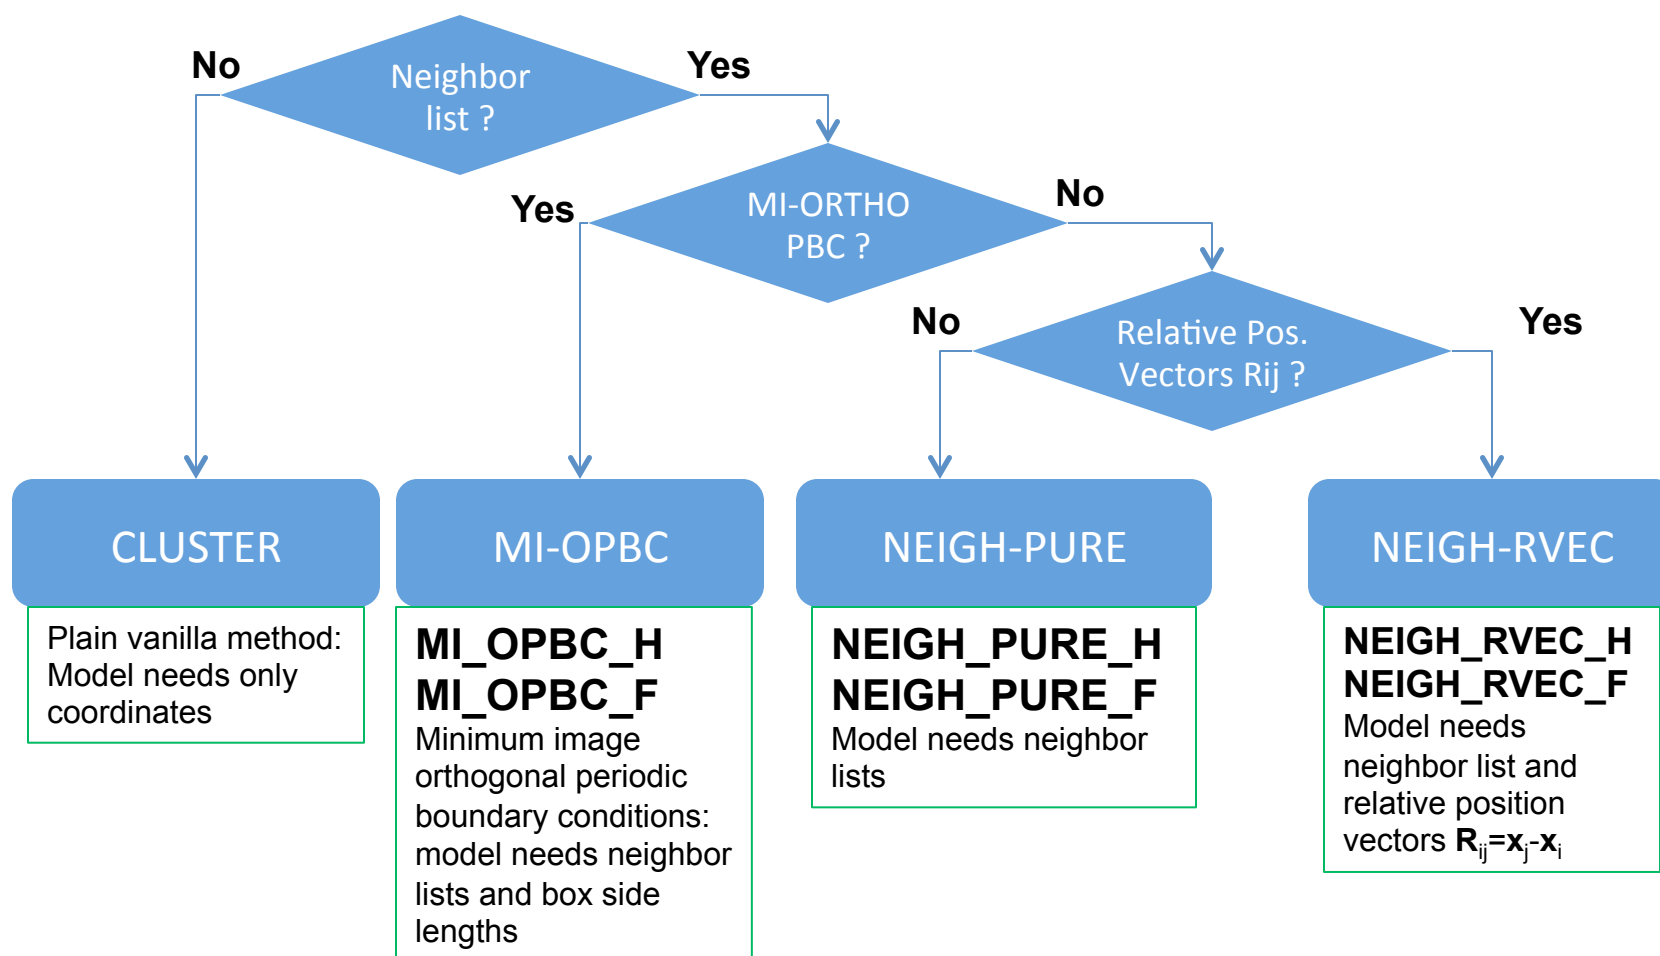 No
Neighbor
list ?
Yes
Yes
MI-ORTHO
PBC ?
No
No
Relative Pos.
Vectors Rij ?
Yes
CLUSTER
Plain vanilla method:
Model needs only
coordinates
MI-OPBC
MI_OPBC_H
MI_OPBC_F
Minimum image
orthogonal periodic
boundary conditions:
model needs neighbor
lists and box side
lengths
NEIGH-PURE
NEIGH_PURE_H
NEIGH_PURE_F
Model needs neighbor
lists
NEIGH-RVEC
NEIGH_RVEC_H
NEIGH_RVEC_F
Model needs
neighbor list and
relative position
vectors Rij=xj-xi